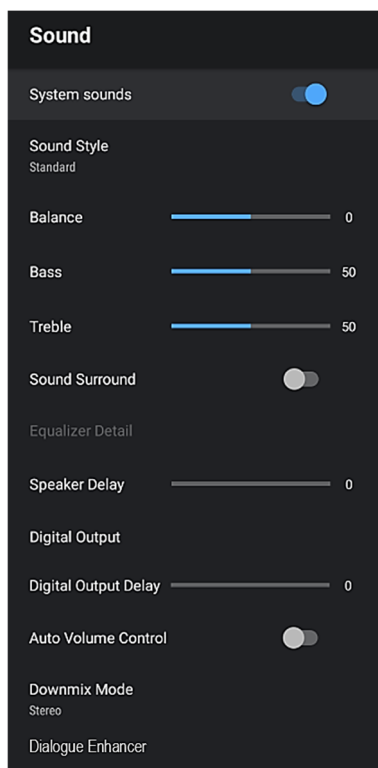 Sound
System sounds
Sound Style
Standard
Balance 0
Bass 50
Treble 50
Sound Surround
Equalizer Detail
Speaker Delay 0
Digital Output
Digital Output Delay 0
Auto Volume Control
Downmix Mode
Stereo
Dialogue Enhancer